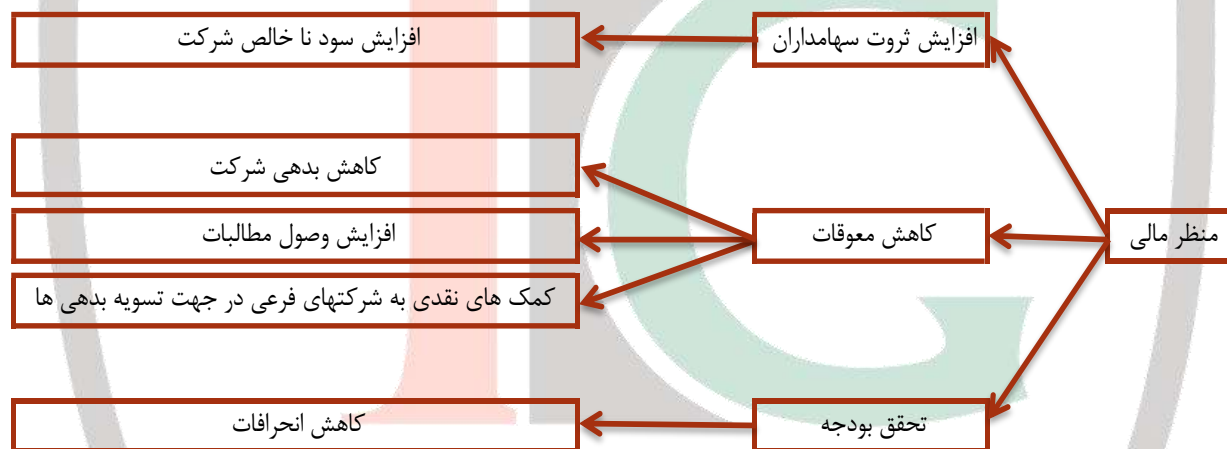 منظر مالی
افزایش ثروت سهامداران
افزایش سود نا خالص شرکت
کاهش معوقات
کاهش بدهی شرکت
افزایش وصول مطالبات
کمک های نقدی به شرکتهای فرعی در جهت تسویه بدهی ها
تحقق بودجه
کاهش انحرافات